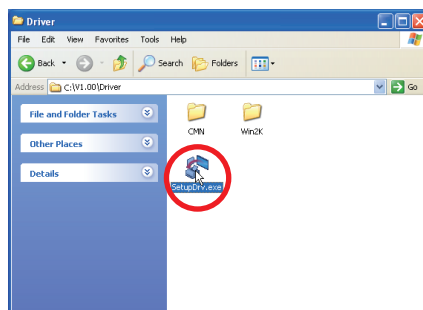 Driver
File Edit View Favorites Tools Help
Back Search Folders
Address C:\V1.00\Driver Go
File and Folder Tasks
Other Places
Details
CMN Win2K
SetupDrv.exe